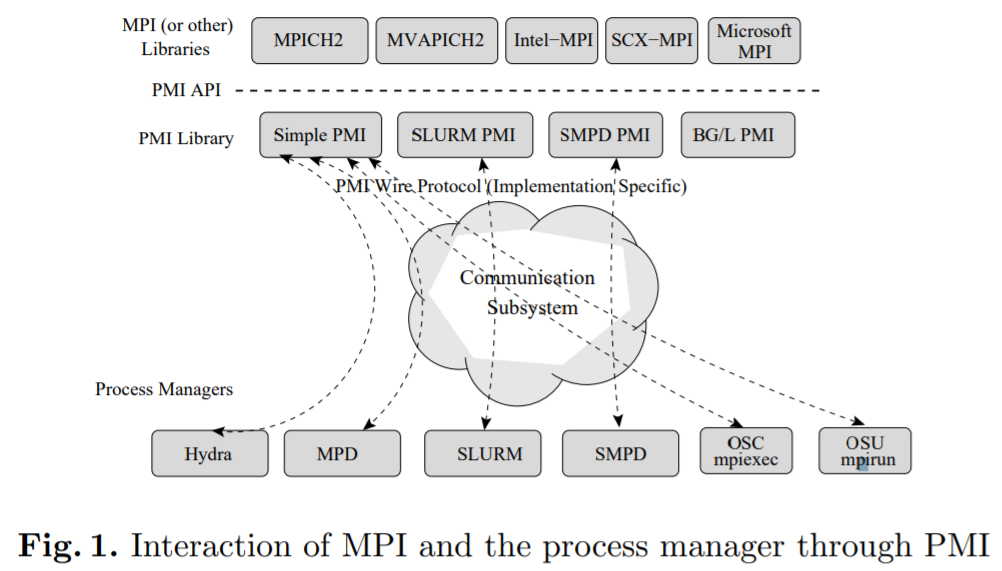 MPI (or other)
Libraries
MPICH2
MVAPICH2
Intel−MPI
SCX−MPI
Microsoft
MPI
PMI API
PMI Library
Simple PMI
SLURM PMI
SMPD PMI
BG/L PMI
PMI Wire Protocol (Implementation Specific)
Communication
Subsystem
Process Managers
Hydra
MPD
SLURM
SMPD
OSC
mpiexec
OSU
mpirun
Fig. 1. Interaction of MPI and the process manager through PMI